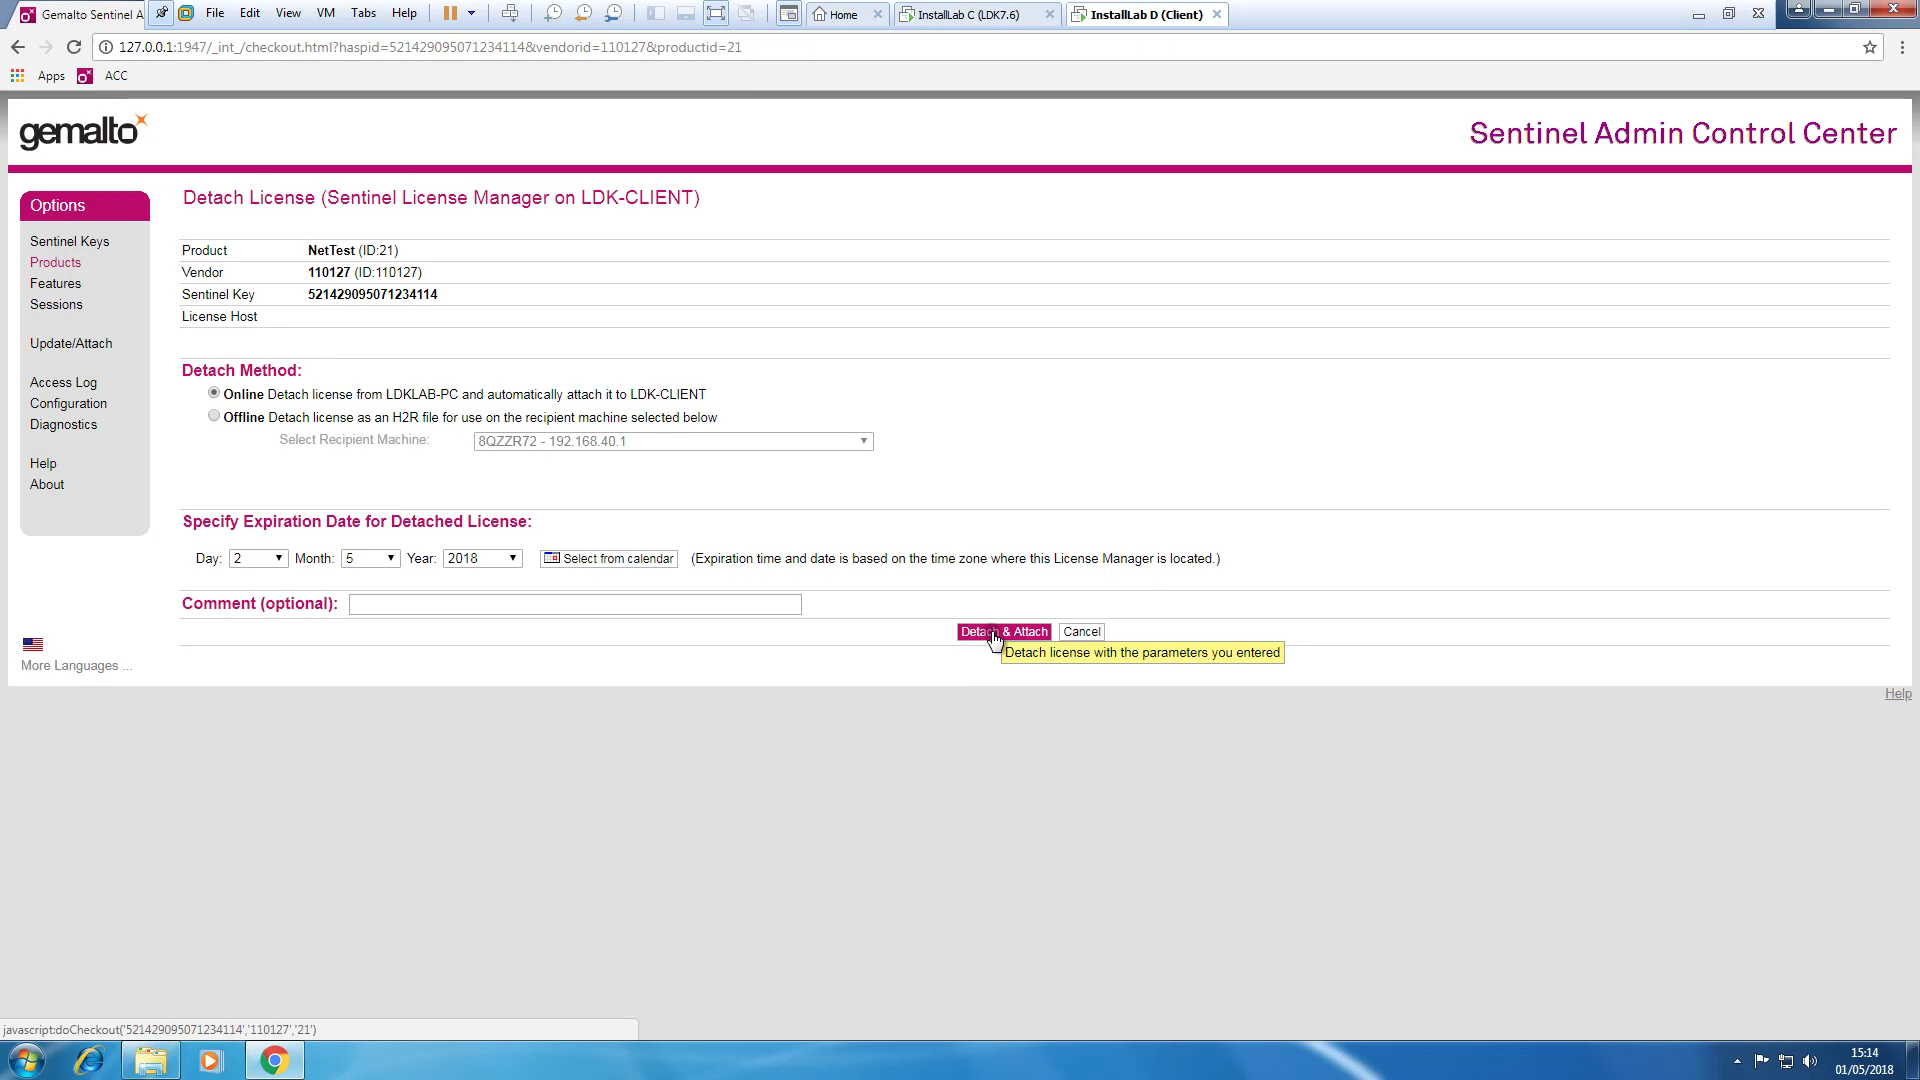 Gemalto Sentinel A
File Edit View VM Tabs Help
Home
InstallLab C (LDK7.6)
InstallLab D (Client)
127.0.0.1:1947/_int_/checkout.html?haspid=521429095071234114&vendorid=110127&productid=21
Apps ACC
gemalto
Sentinel Admin Control Center
Options
Sentinel Keys
Products
Features
Sessions
Update/Attach
Access Log
Configuration
Diagnostics
Help
About
More Languages ...
Detach License (Sentinel License Manager on LDK-CLIENT)
Product NetTest (ID:21)
Vendor 110127 (ID:110127)
Sentinel Key 521429095071234114
License Host
Detach Method:
Online Detach license from LDKLAB-PC and automatically attach it to LDK-CLIENT
Offline Detach license as an H2R file for use on the recipient machine selected below
Select Recipient Machine: 8QZZR72 - 192.168.40.1
Specify Expiration Date for Detached License:
Day: 2 Month: 5 Year: 2018 Select from calendar (Expiration time and date is based on the time zone where this License Manager is located.)
Comment (optional):
Detach & Attach Cancel
Detach license with the parameters you entered
Help
javascript:doCheckout('521429095071234114','110127','21')
15:14
01/05/2018